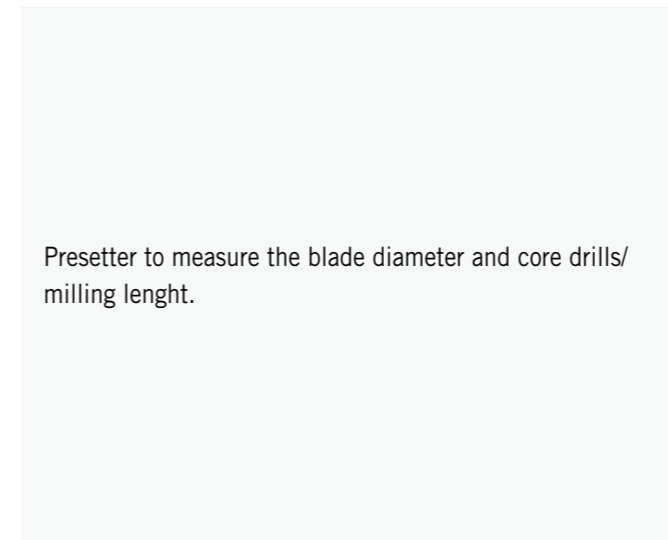 Presetter to measure the blade diameter and core drills/
milling lenght.